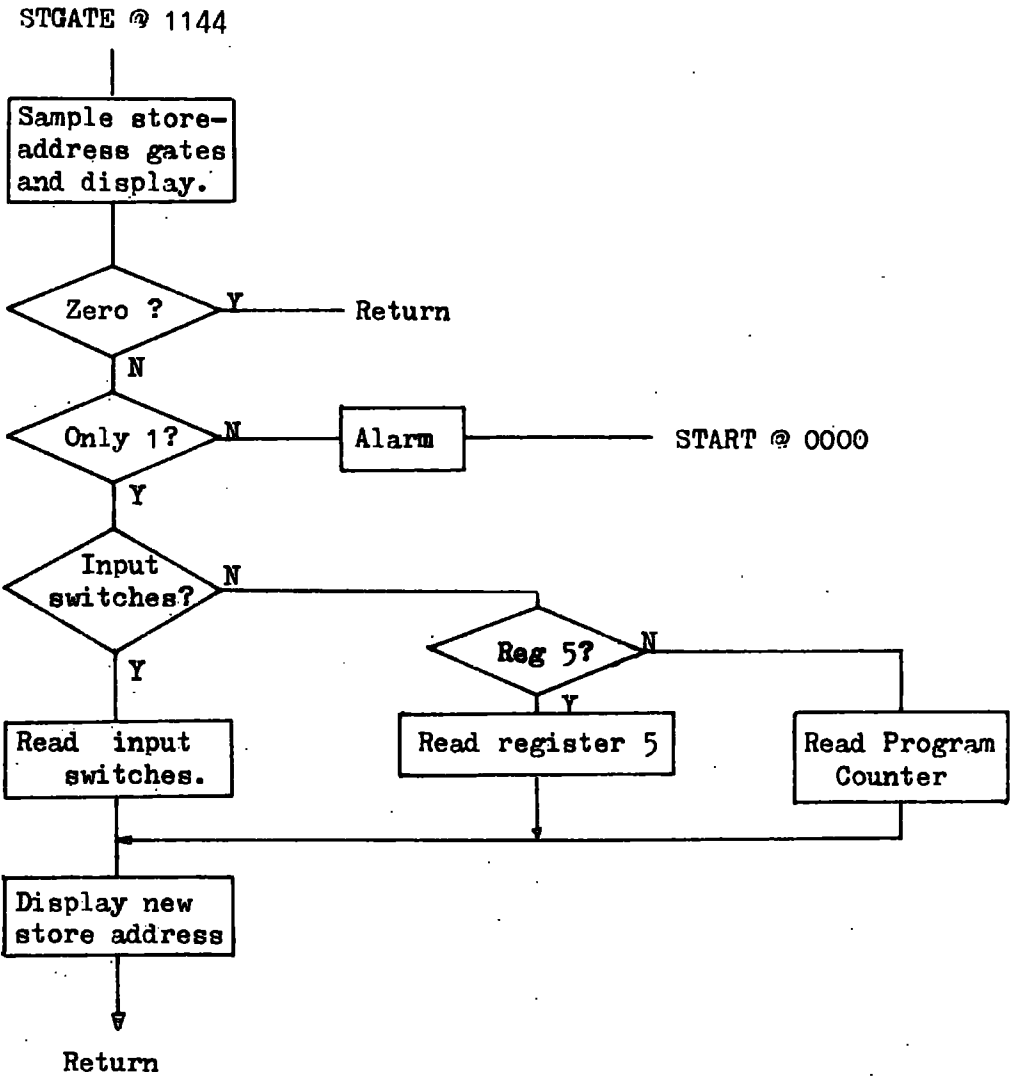 STGATE @ 1144
Sample store-
address gates
and display.
Zero ?
Y
Return
N
Only 1?
N
Alarm
START @ 0000
Y
Input
switches?
N
Y
Reg 5?
N
Y
Read input
switches.
Read register 5
Read Program
Counter
Display new
store address
Return